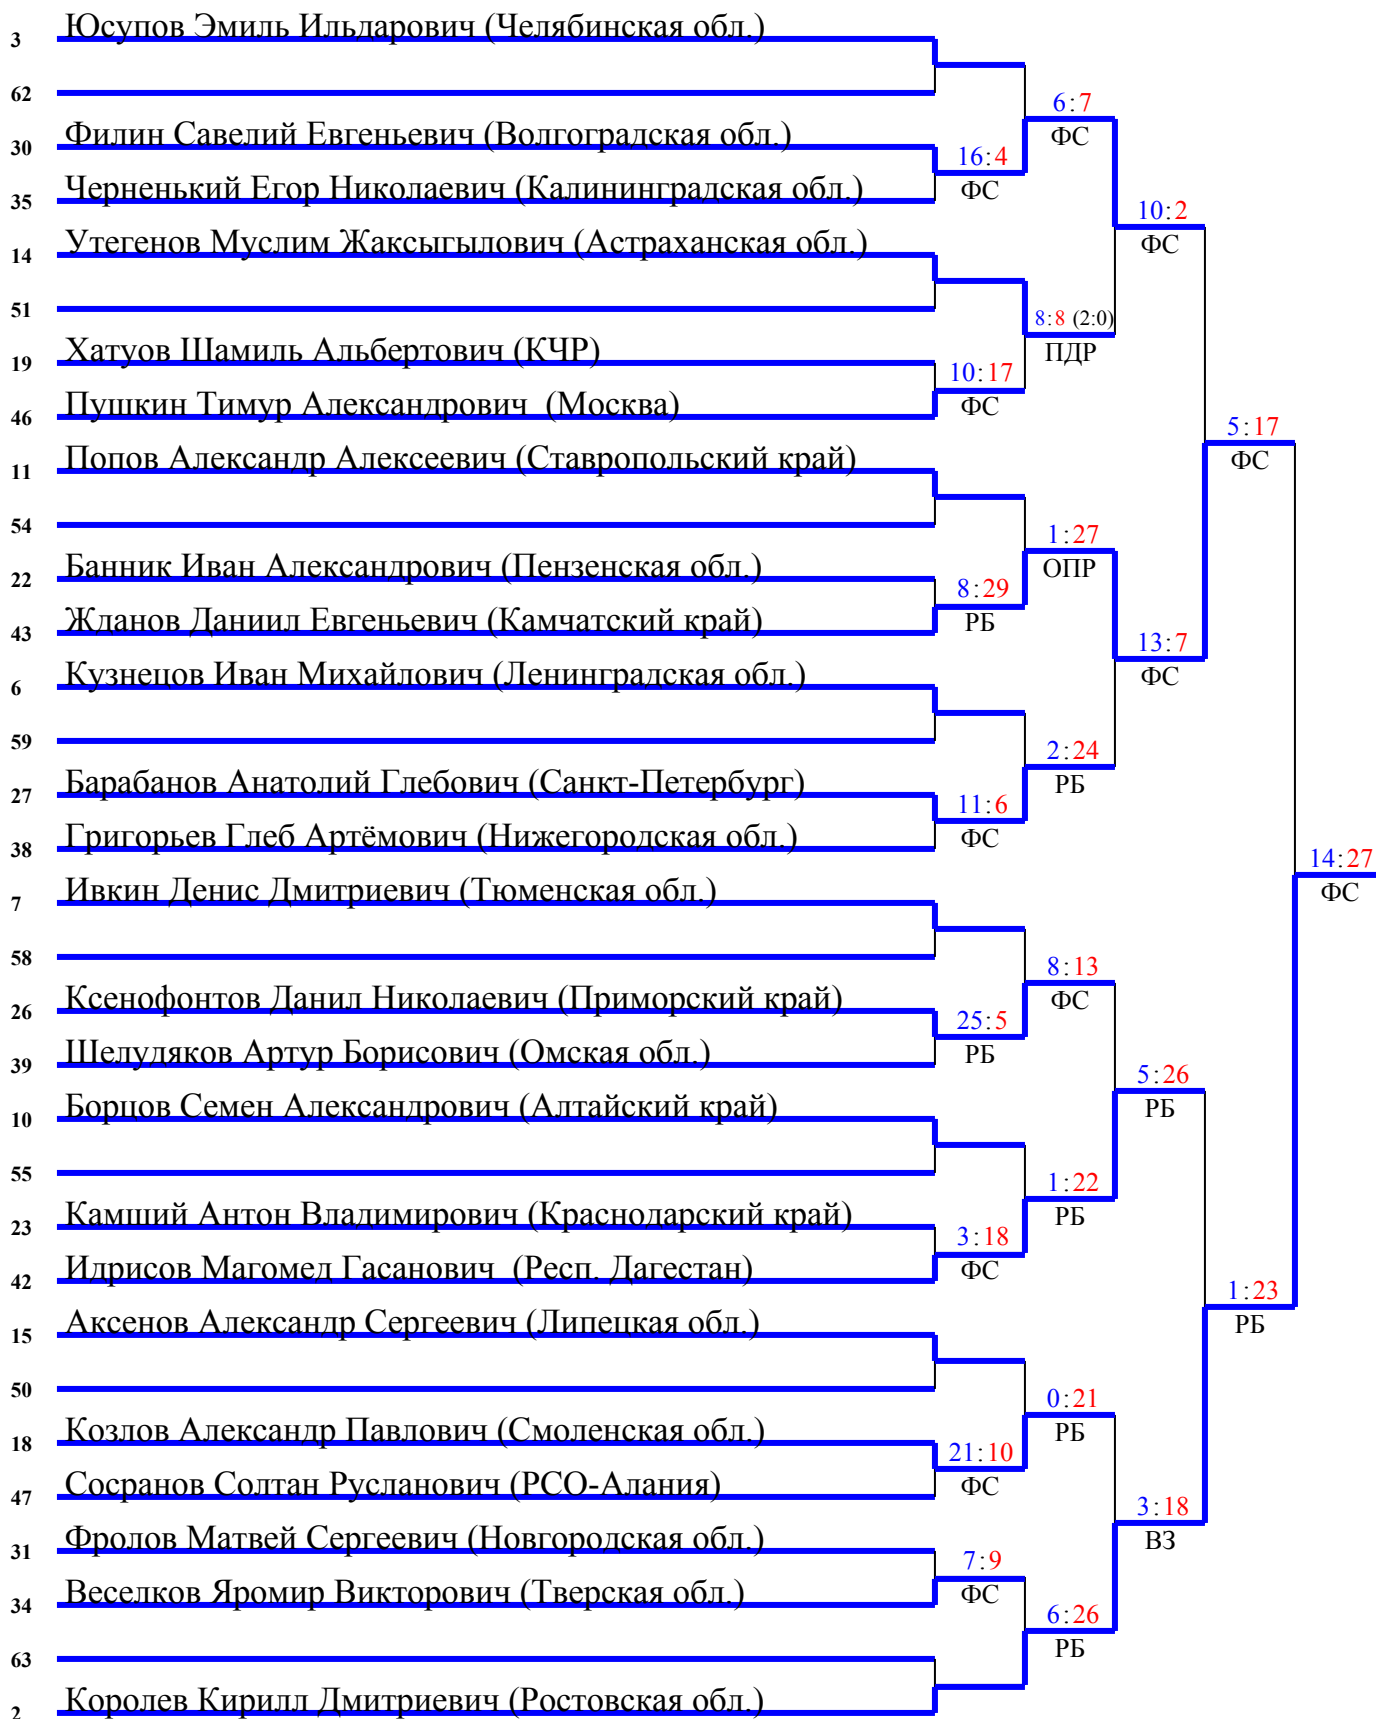 3 Юсупов Эмиль Ильдарович (Челябинская обл.)
62
6:7
ФС
30 Филин Савелий Евгеньевич (Волгоградская обл.)
16:4
ФС
35 Черненький Егор Николаевич (Калининградская обл.)
10:2
ФС
14 Утегенов Муслим Жаксыгылович (Астраханская обл.)
51
8:8 (2:0)
ПДР
19 Хатуов Шамиль Альбертович (КЧР)
10:17
ФС
46 Пушкин Тимур Александрович (Москва)
5:17
ФС
11 Попов Александр Алексеевич (Ставропольский край)
54
1:27
ОПР
22 Банник Иван Александрович (Пензенская обл.)
8:29
РБ
43 Жданов Даниил Евгеньевич (Камчатский край)
13:7
ФС
6 Кузнецов Иван Михайлович (Ленинградская обл.)
59
2:24
РБ
27 Барабанов Анатолий Глебович (Санкт-Петербург)
11:6
ФС
38 Григорьев Глеб Артёмович (Нижегородская обл.)
14:27
ФС
7 Ивкин Денис Дмитриевич (Тюменская обл.)
58
8:13
ФС
26 Ксенофонтов Данил Николаевич (Приморский край)
25:5
РБ
39 Шелудяков Артур Борисович (Омская обл.)
5:26
РБ
10 Борцов Семен Александрович (Алтайский край)
55
1:22
РБ
23 Камший Антон Владимирович (Краснодарский край)
3:18
ФС
42 Идрисов Магомед Гасанович (Респ. Дагестан)
1:23
РБ
15 Аксенов Александр Сергеевич (Липецкая обл.)
50
0:21
РБ
18 Козлов Александр Павлович (Смоленская обл.)
21:10
ФС
47 Сосранов Солтан Русланович (РСО-Алания)
3:18
ВЗ
31 Фролов Матвей Сергеевич (Новгородская обл.)
7:9
ФС
34 Веселков Яромир Викторович (Тверская обл.)
6:26
РБ
63
2 Королев Кирилл Дмитриевич (Ростовская обл.)